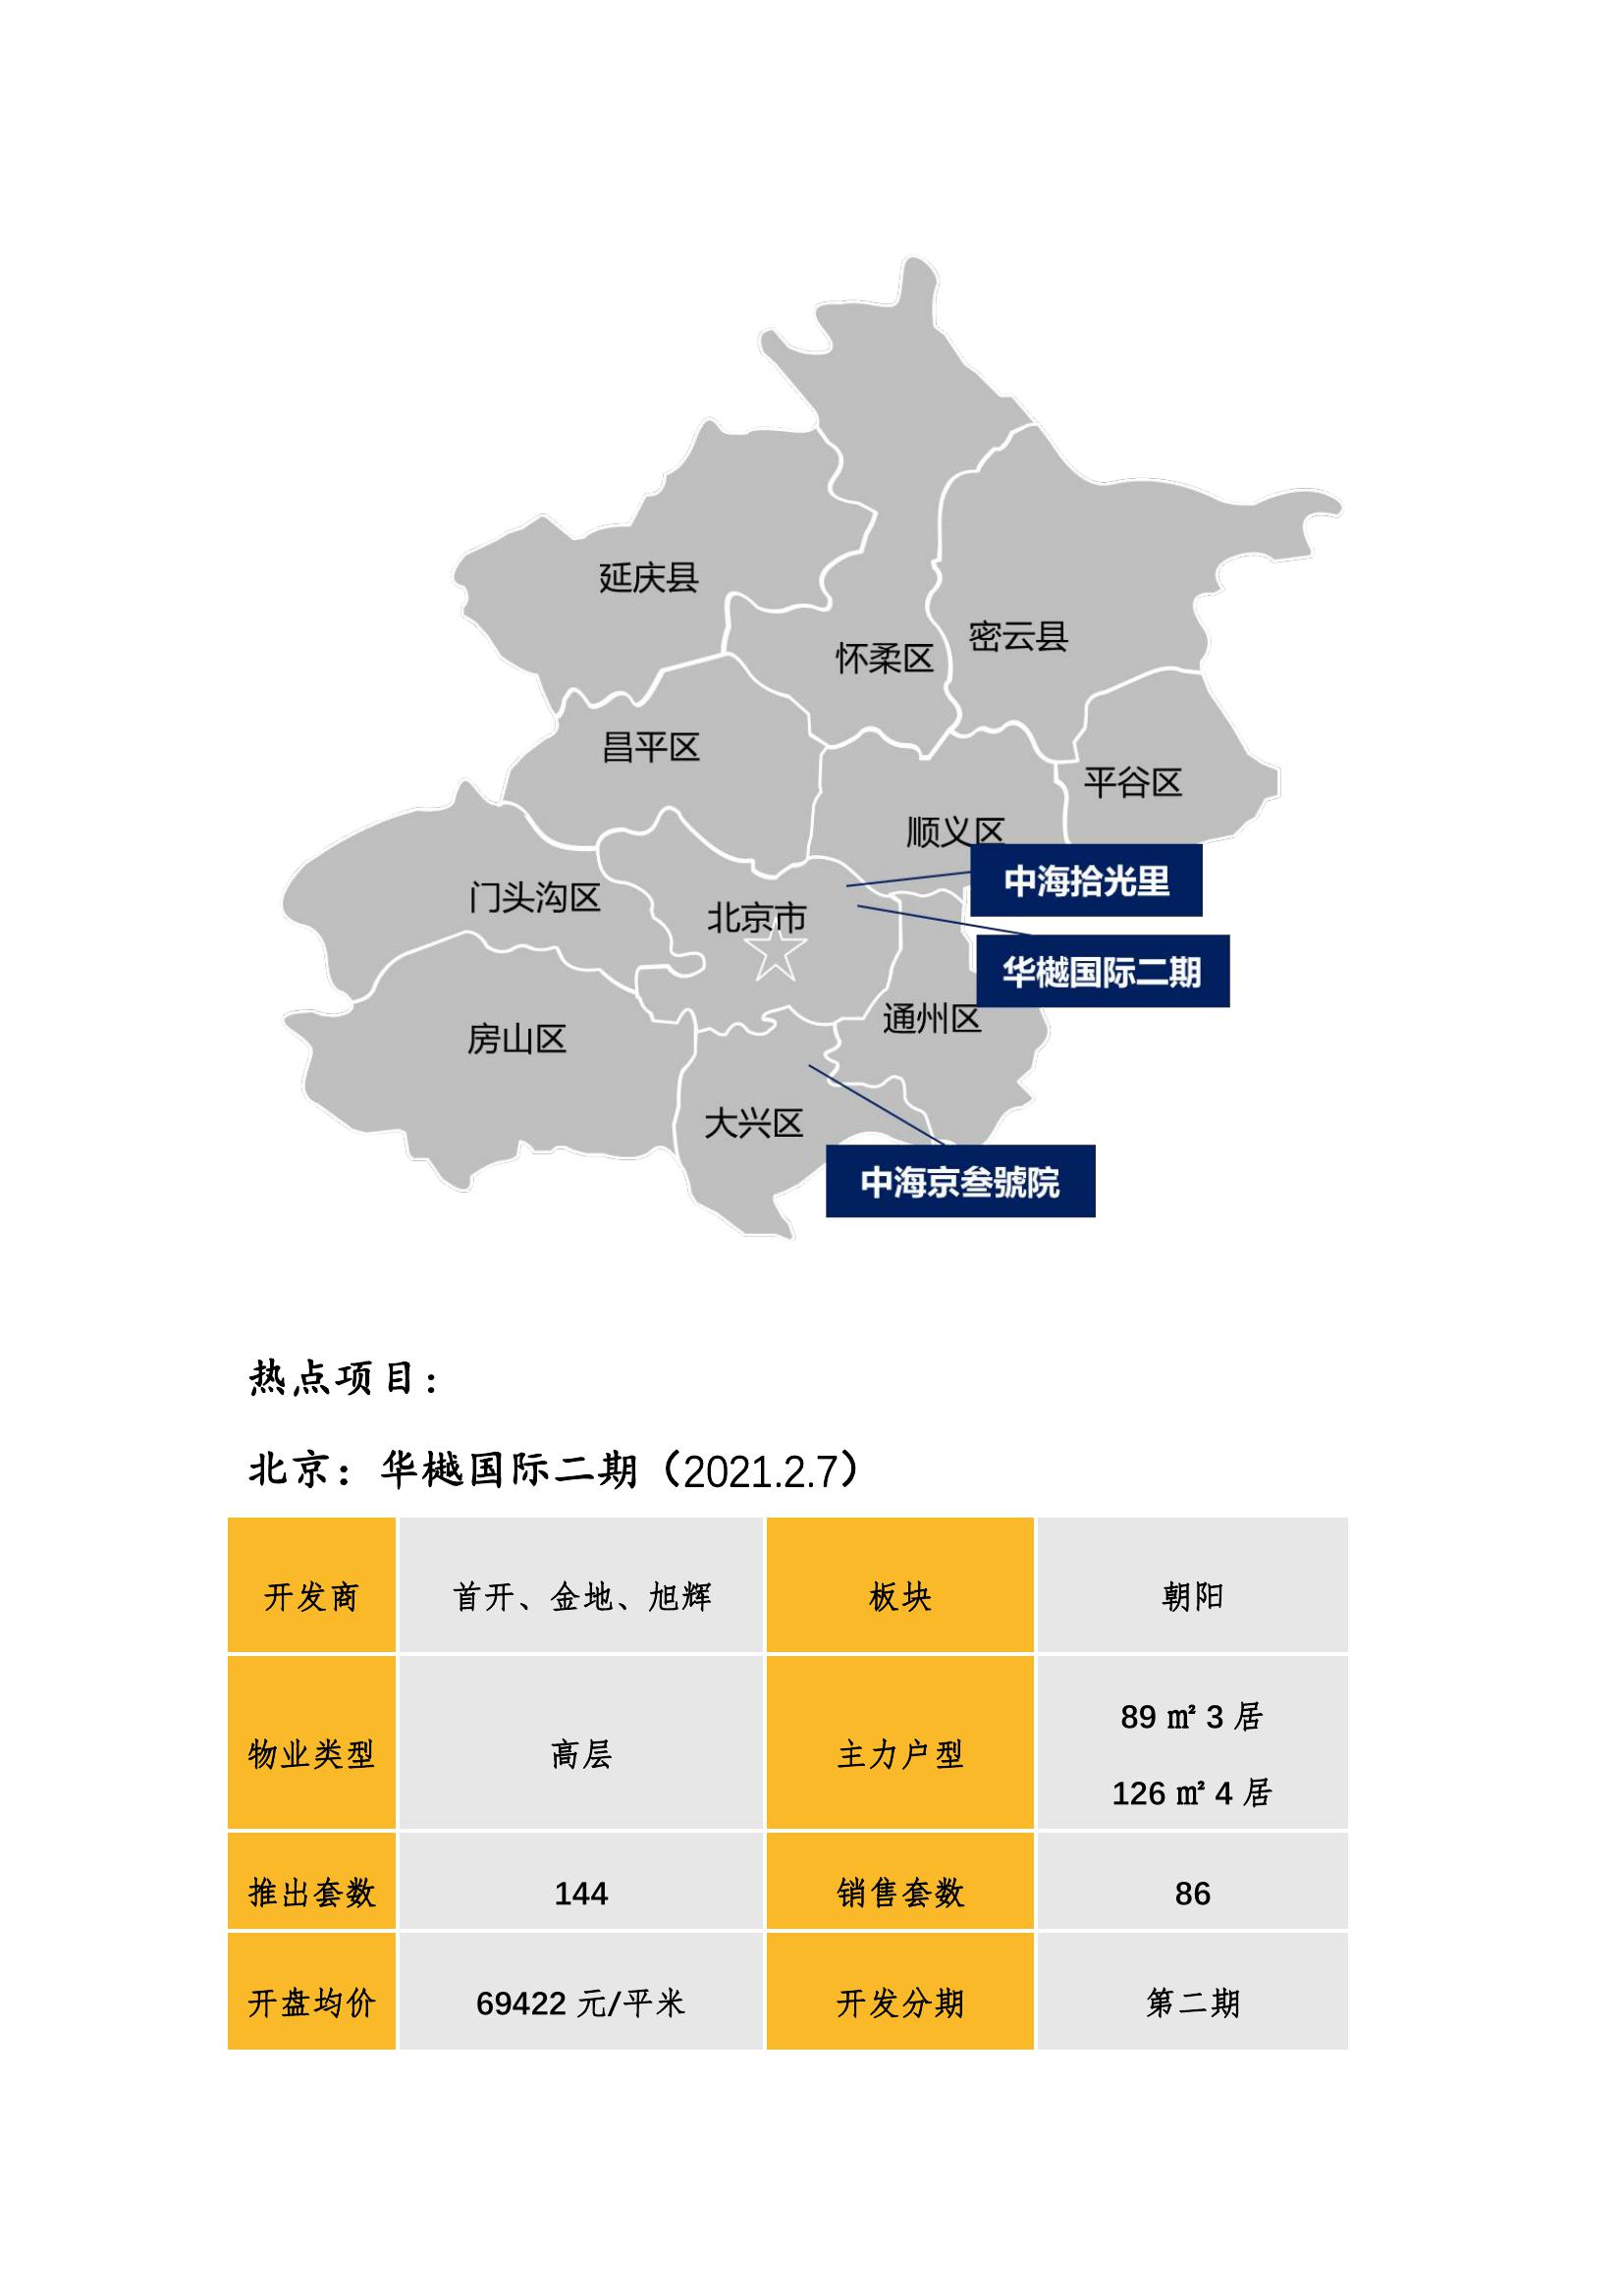 延庆县
怀柔区
密云县
昌平区
平谷区
顺义区
中海拾光里
门头沟区
北京市
华樾国际二期
通州区
房山区
大兴区
中海京叁號院
热点项目：
北京：华樾国际二期（2021.2.7）
开发商 首开、金地、旭辉 板块 朝阳
物业类型 高层 主力户型 89 ㎡ 3 居
126 ㎡ 4 居
推出套数 144 销售套数 86
开盘均价 69422 元/平米 开发分期 第二期